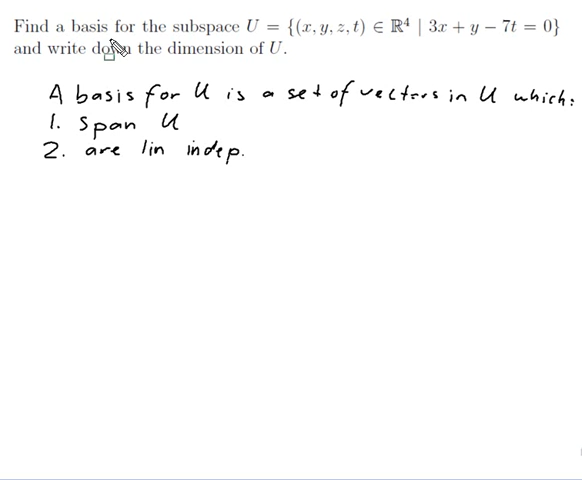 Find a basis for the subspace U = {(x, y, z, t) ∈ ℝ⁴ | 3x + y − 7t = 0}
and write down the dimension of U.
A basis for U is a set of vectors in U which:
1. Span U
2. are lin indep.